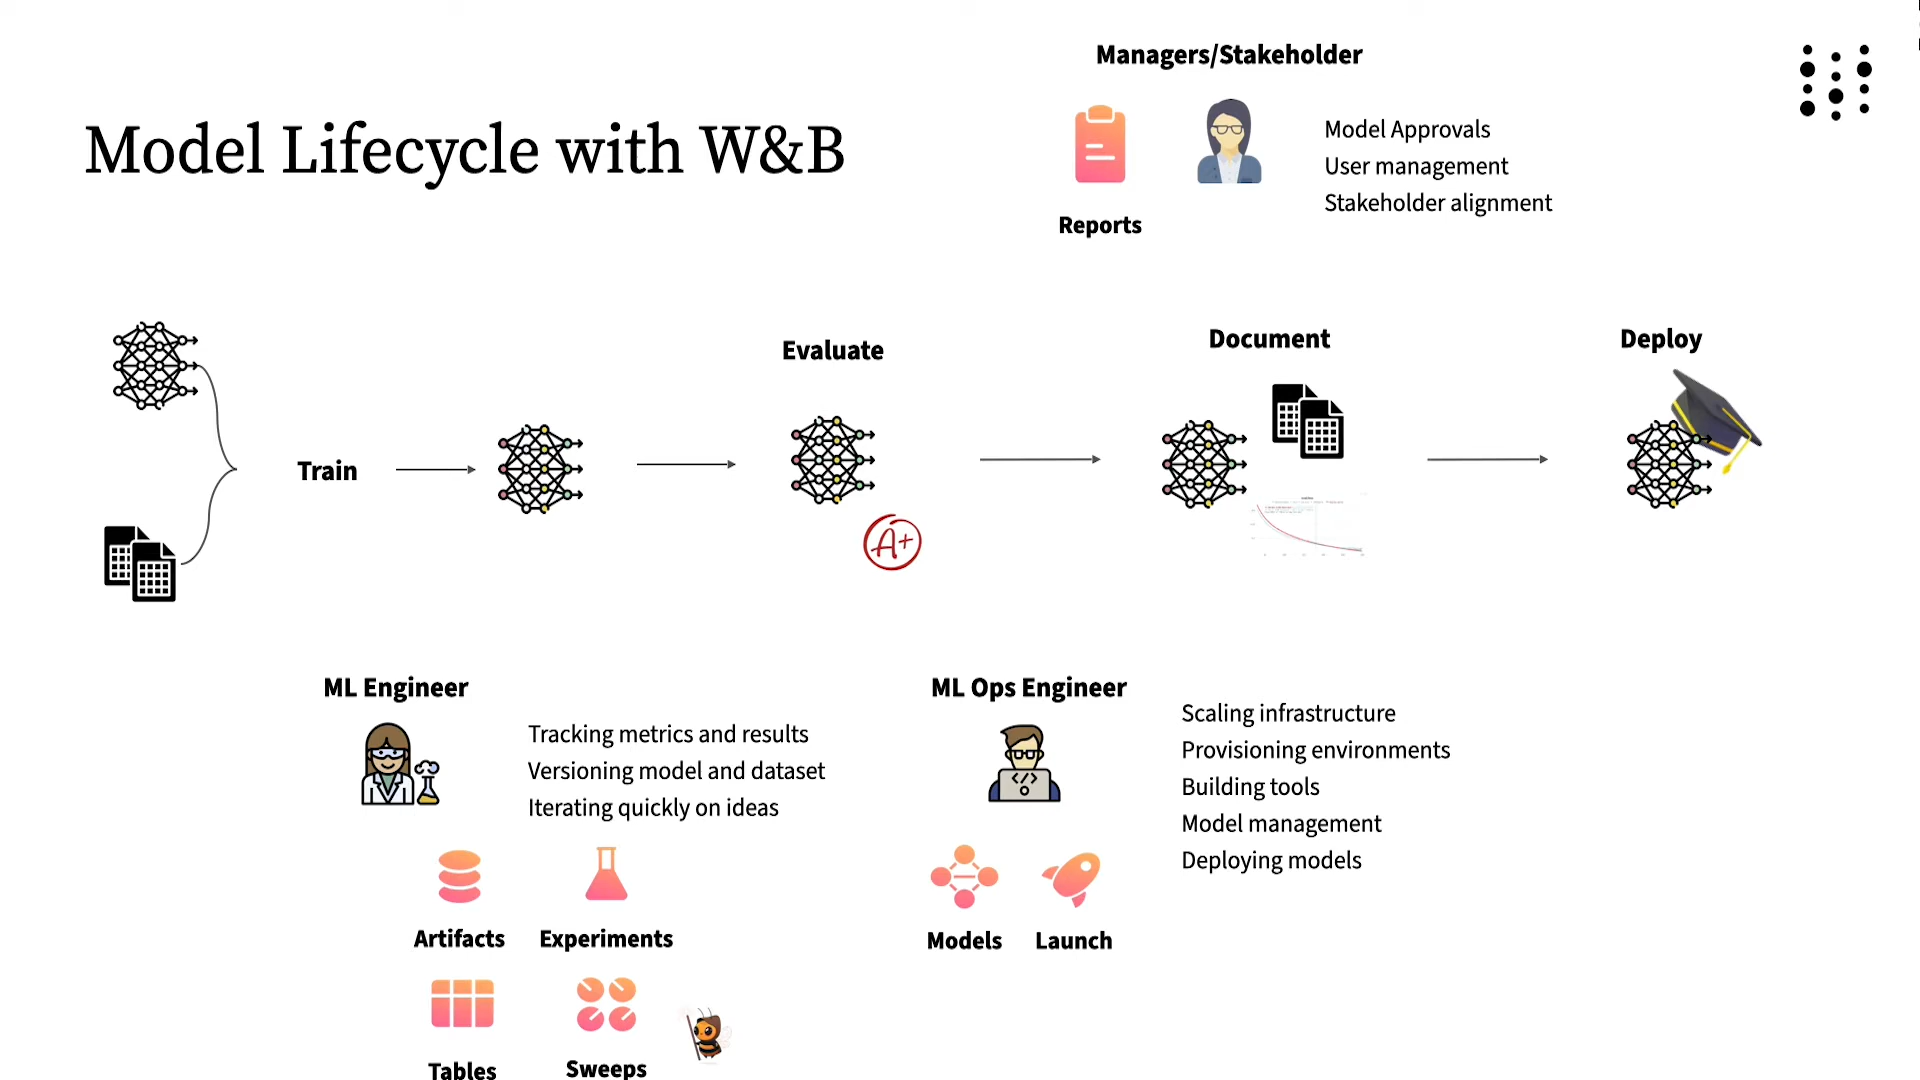 Managers/Stakeholder
Model Lifecycle with W&B
Model Approvals
User management
Stakeholder alignment
Reports
Train
Evaluate
A+
Document
Deploy
ML Engineer
Tracking metrics and results
Versioning model and dataset
Iterating quickly on ideas
Artifacts
Experiments
Tables
Sweeps
ML Ops Engineer
</>
Scaling infrastructure
Provisioning environments
Building tools
Model management
Deploying models
Models
Launch